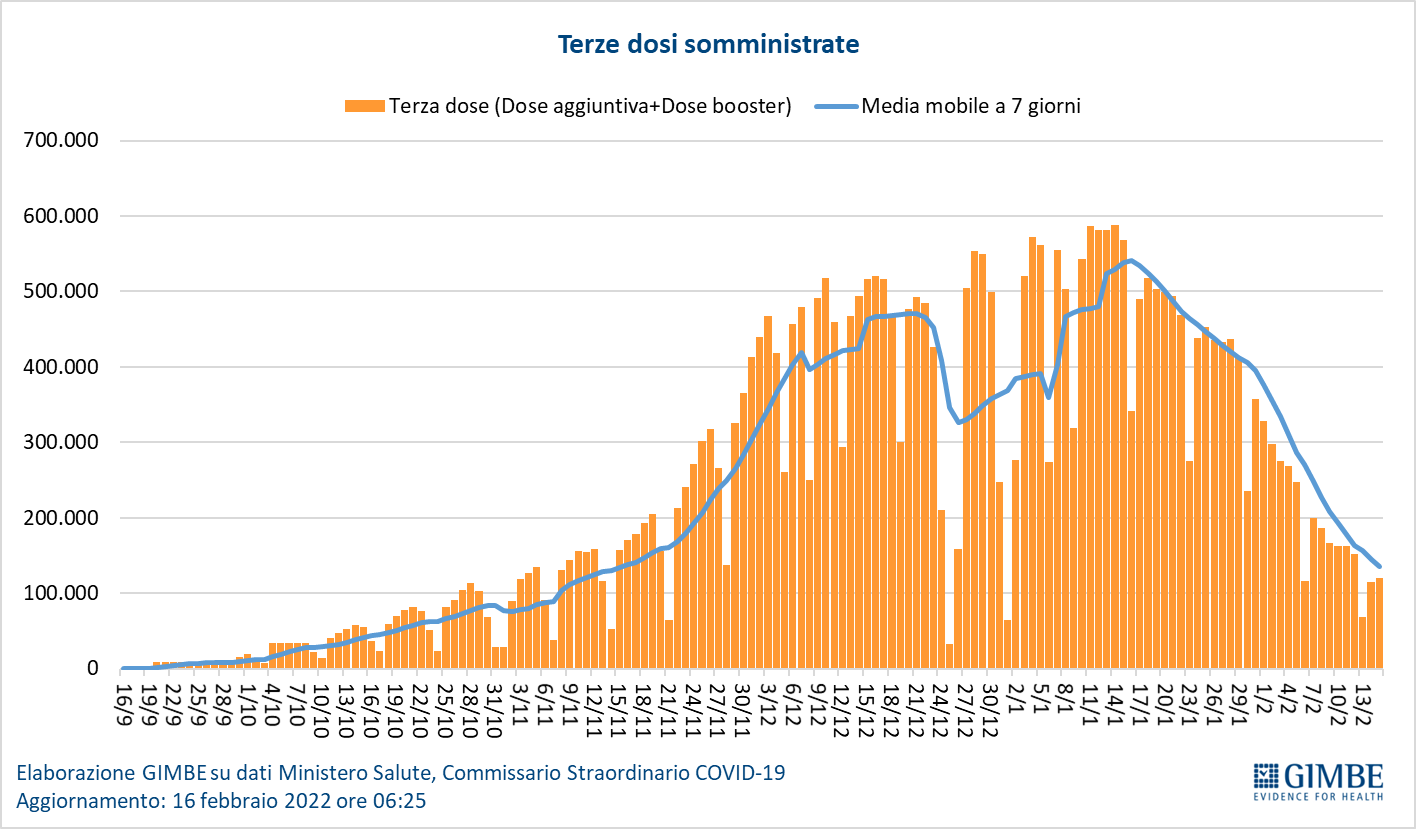 Terze dosi somministrate
Terza dose (Dose aggiuntiva+Dose booster) Media mobile a 7 giorni
700.000
600.000
500.000
400.000
300.000
200.000
100.000
0
16/9 19/9 22/9 25/9 28/9 1/10 4/10 7/10 10/10 13/10 16/10 19/10 22/10 25/10 28/10 31/10 3/11 6/11 9/11 12/11 15/11 18/11 21/11 24/11 27/11 30/11 3/12 6/12 9/12 12/12 15/12 18/12 21/12 24/12 27/12 30/12 2/1 5/1 8/1 11/1 14/1 17/1 20/1 23/1 26/1 29/1 1/2 4/2 7/2 10/2 13/2
Elaborazione GIMBE su dati Ministero Salute, Commissario Straordinario COVID-19
Aggiornamento: 16 febbraio 2022 ore 06:25
GIMBE
EVIDENCE FOR HEALTH